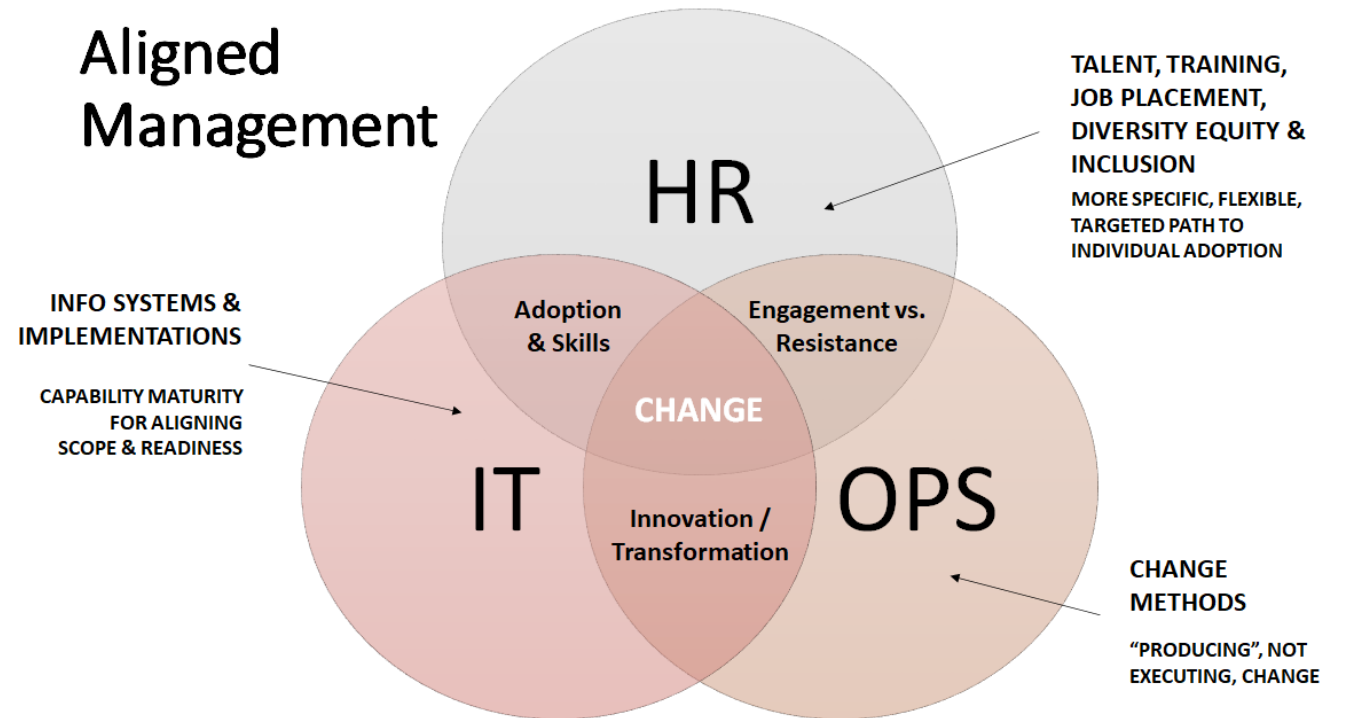 Aligned
Management
TALENT, TRAINING,
JOB PLACEMENT,
DIVERSITY EQUITY &
INCLUSION
MORE SPECIFIC, FLEXIBLE,
TARGETED PATH TO
INDIVIDUAL ADOPTION
HR
INFO SYSTEMS &
IMPLEMENTATIONS
CAPABILITY MATURITY
FOR ALIGNING
SCOPE & READINESS
Adoption
& Skills
Engagement vs.
Resistance
CHANGE
IT
OPS
Innovation /
Transformation
CHANGE
METHODS
“PRODUCING”, NOT
EXECUTING, CHANGE